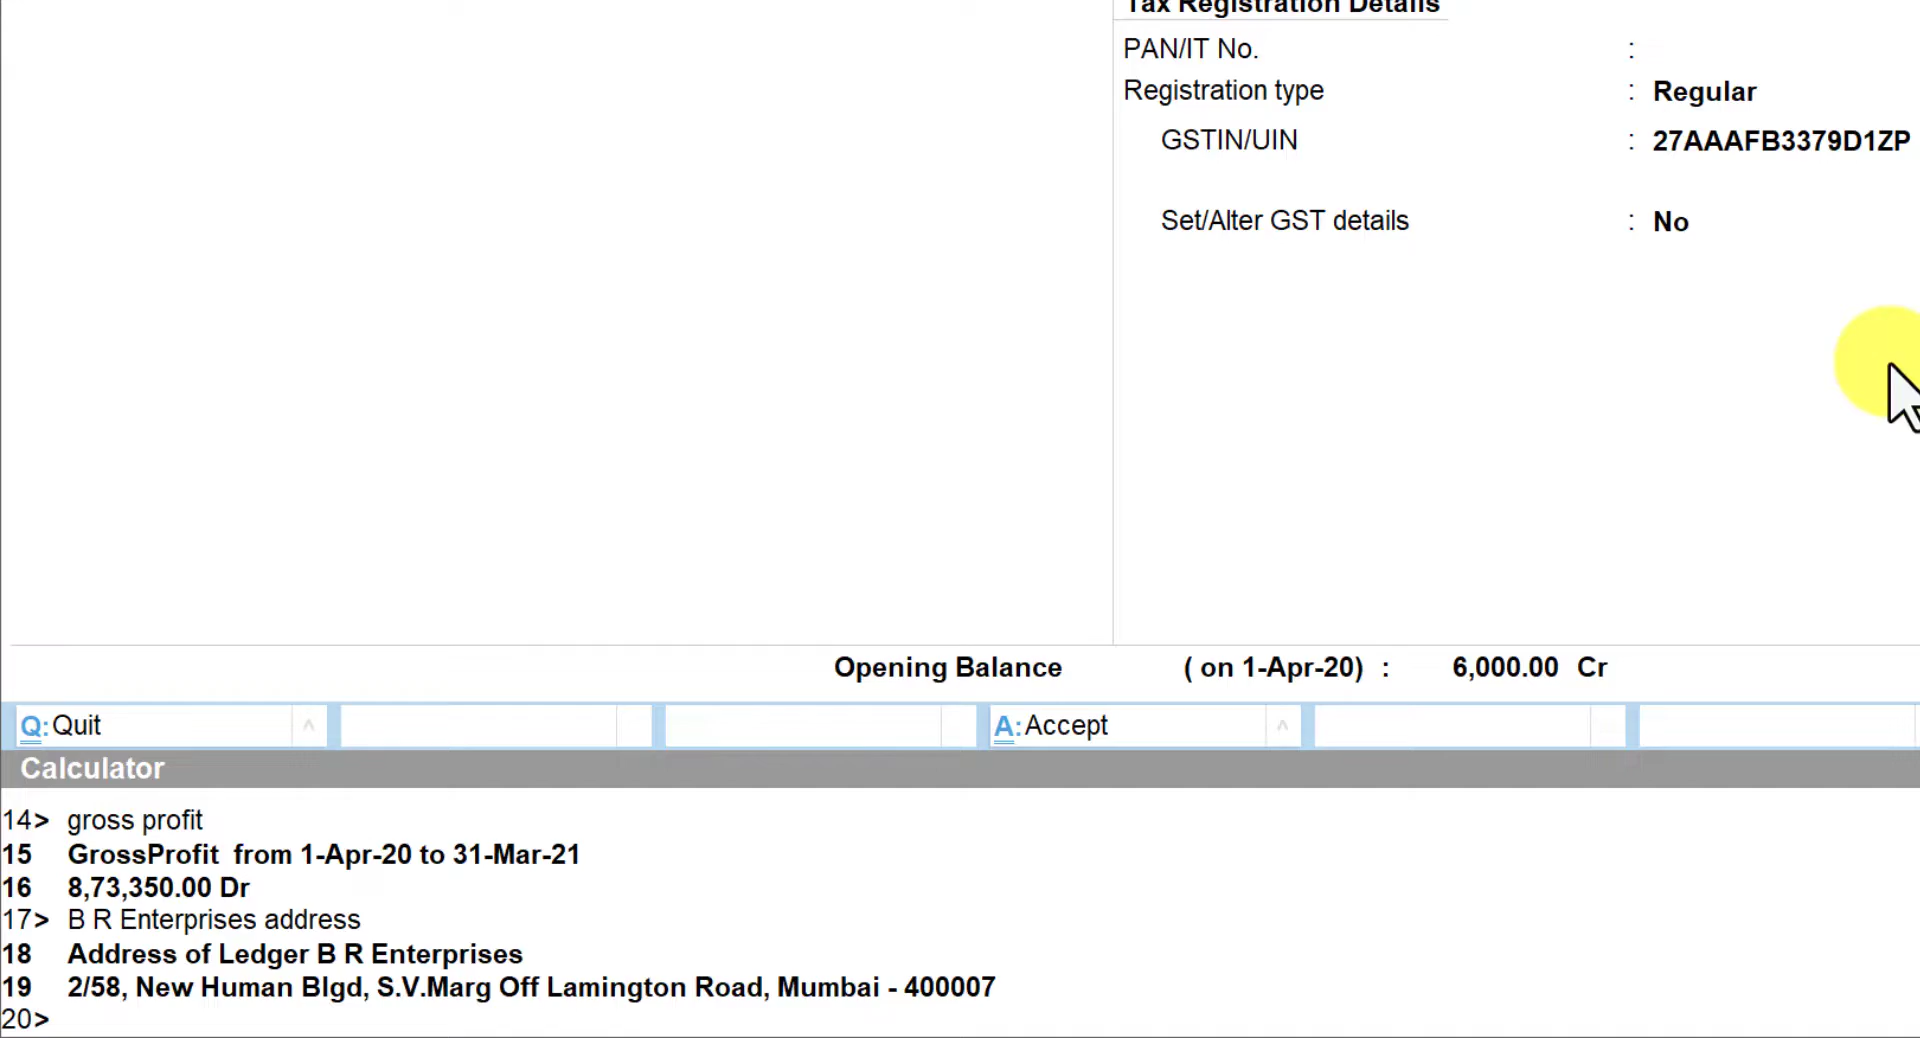 Tax Registration Details
PAN/IT No. :
Registration type : Regular
GSTIN/UIN : 27AAAFB3379D1ZP
Set/Alter GST details : No
Opening Balance ( on 1-Apr-20) : 6,000.00 Cr
Q: Quit ^ A: Accept ^
Calculator
14> gross profit
15 GrossProfit from 1-Apr-20 to 31-Mar-21
16 8,73,350.00 Dr
17> B R Enterprises address
18 Address of Ledger B R Enterprises
19 2/58, New Human Blgd, S.V.Marg Off Lamington Road, Mumbai - 400007
20>